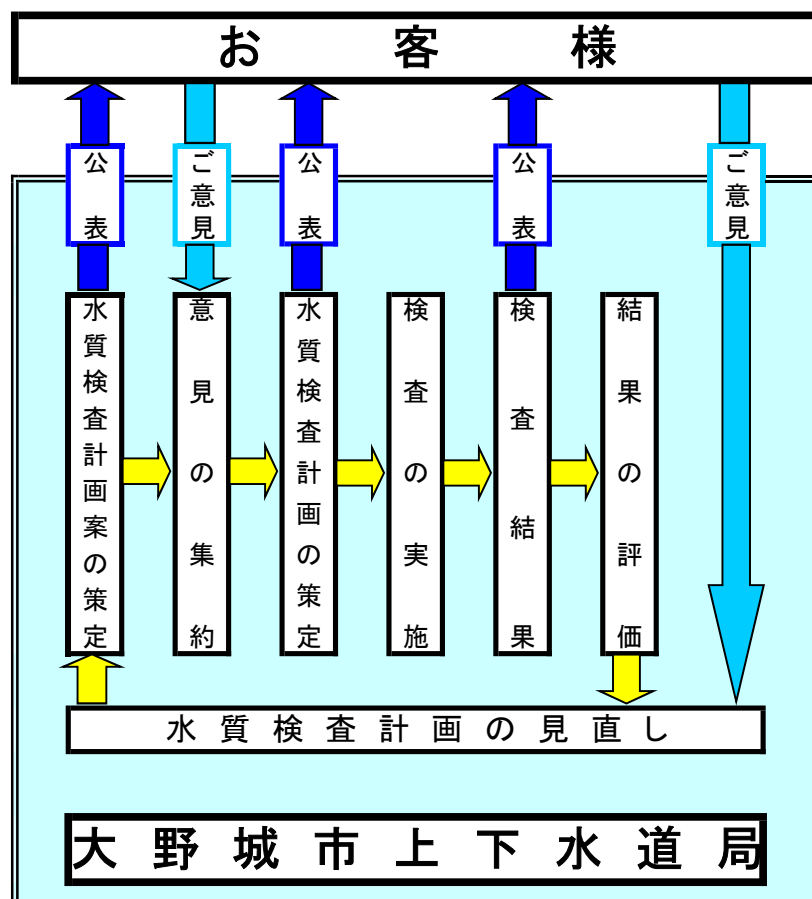 お客様
公表
ご意見
公表
公表
ご意見
水質検査計画案の策定
意見の集約
水質検査計画の策定
検査の実施
検査結果
結果の評価
水質検査計画の見直し
大野城市上下水道局